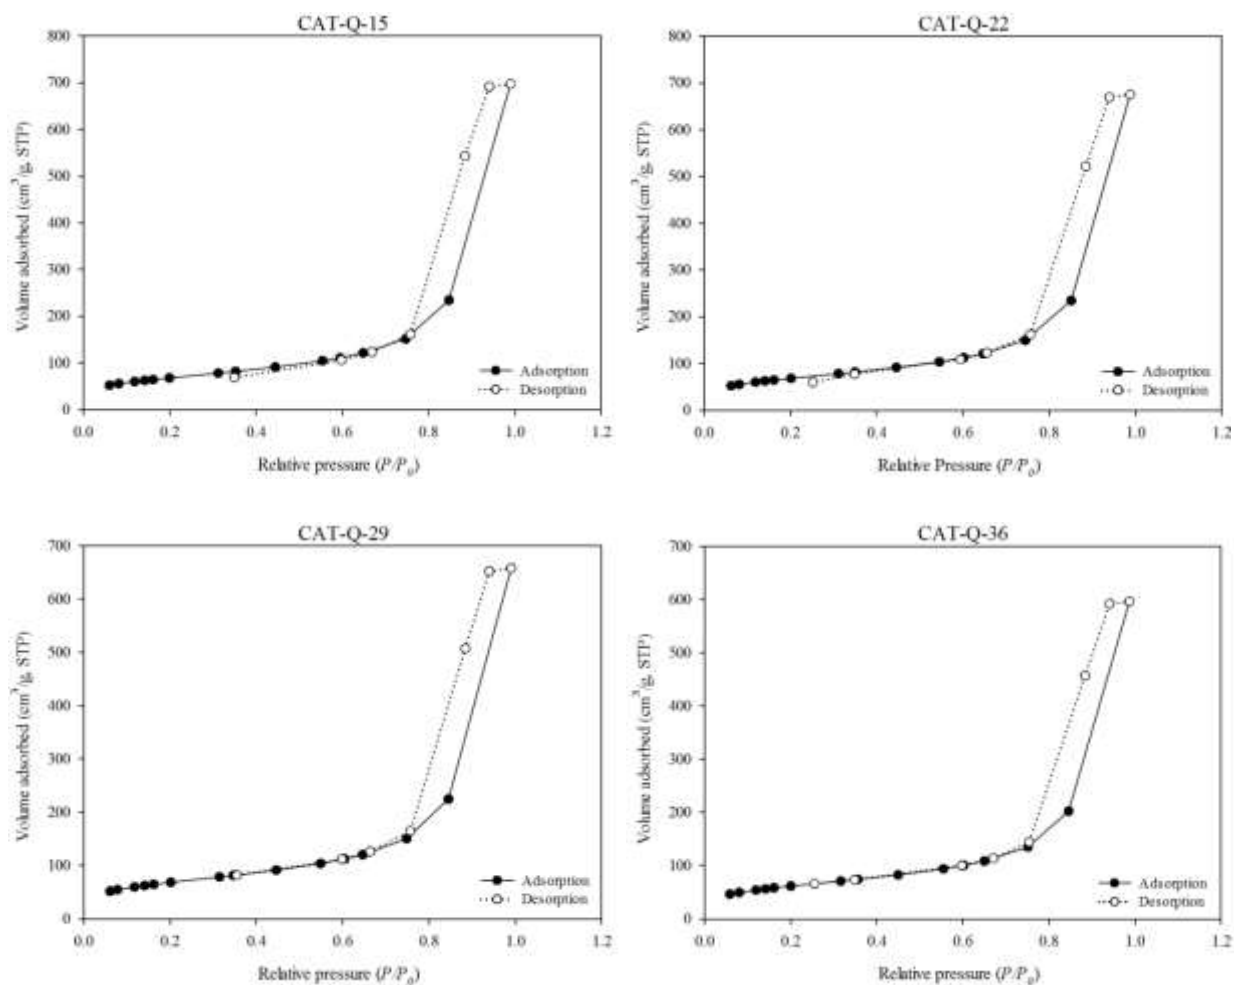 CAT-Q-15
800
700
600
500
400
300
200
100
0
Volume adsorbed (cm³/g, STP)
0.0 0.2 0.4 0.6 0.8 1.0 1.2
Relative pressure (P/P₀)
Adsorption
Desorption
CAT-Q-22
800
700
600
500
400
300
200
100
0
Volume adsorbed (cm³/g, STP)
0.0 0.2 0.4 0.6 0.8 1.0 1.2
Relative Pressure (P/P₀)
Adsorption
Desorption
CAT-Q-29
700
600
500
400
300
200
100
0
Volume adsorbed (cm³/g, STP)
0.0 0.2 0.4 0.6 0.8 1.0 1.2
Relative pressure (P/P₀)
Adsorption
Desorption
CAT-Q-36
700
600
500
400
300
200
100
0
Volume adsorbed (cm³/g, STP)
0.0 0.2 0.4 0.6 0.8 1.0 1.2
Relative pressure (P/P₀)
Adsorption
Desorption